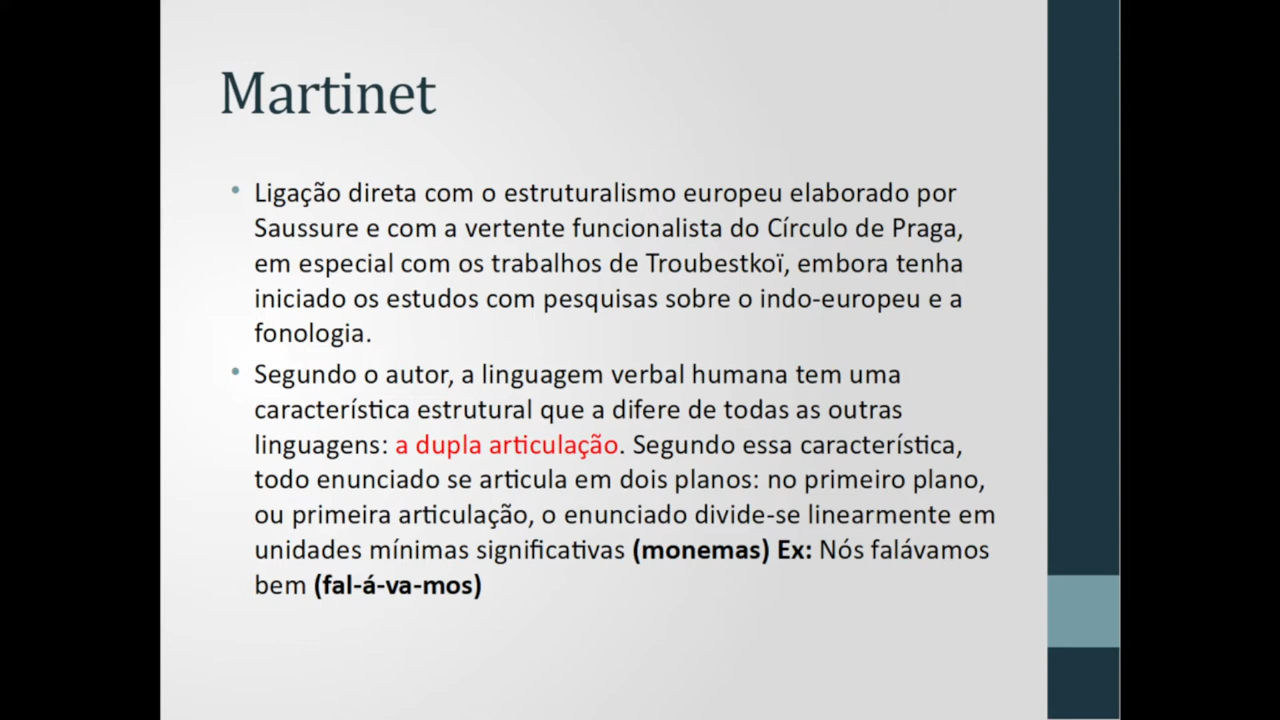 Martinet
• Ligação direta com o estruturalismo europeu elaborado por
Saussure e com a vertente funcionalista do Círculo de Praga,
em especial com os trabalhos de Troubestkoï, embora tenha
iniciado os estudos com pesquisas sobre o indo-europeu e a
fonologia.
• Segundo o autor, a linguagem verbal humana tem uma
característica estrutural que a difere de todas as outras
linguagens: a dupla articulação. Segundo essa característica,
todo enunciado se articula em dois planos: no primeiro plano,
ou primeira articulação, o enunciado divide-se linearmente em
unidades mínimas significativas (monemas) Ex: Nós falávamos
bem (fal-á-va-mos)